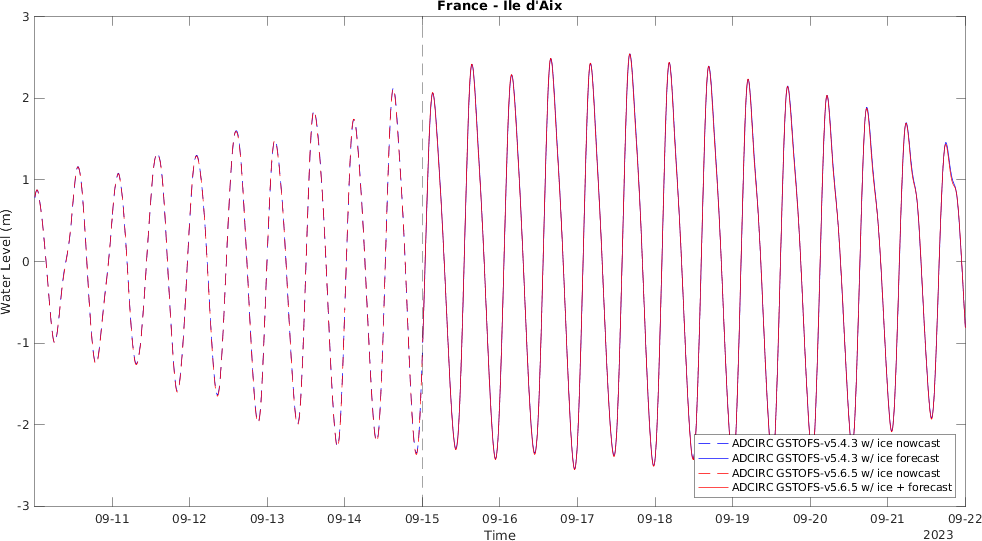 France - Ile d'Aix
3
2
1
0
-1
-2
-3
Water Level (m)
ADCIRC GSTOFS-v5.4.3 w/ ice nowcast
ADCIRC GSTOFS-v5.4.3 w/ ice forecast
ADCIRC GSTOFS-v5.6.5 w/ ice nowcast
ADCIRC GSTOFS-v5.6.5 w/ ice + forecast
09-11 09-12 09-13 09-14 09-15 09-16 09-17 09-18 09-19 09-20 09-21 09-22
Time
2023